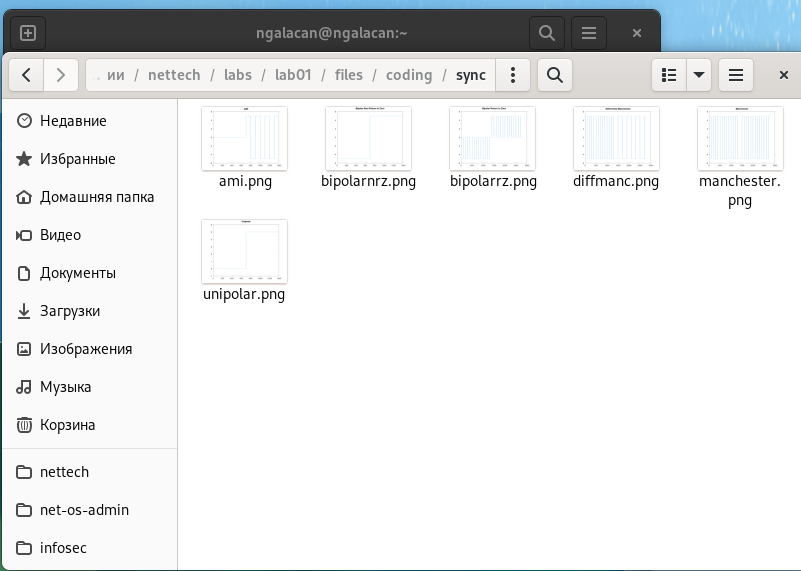 ngalacan@ngalacan:~
ии / nettech / labs / lab01 / files / coding / sync
Недавние
Избранные
Домашняя папка
Видео
Документы
Загрузки
Изображения
Музыка
Корзина
nettech
net-os-admin
infosec
ami.png
bipolarnrz.png
bipolarrz.png
diffmanc.png
manchester.
png
unipolar.png